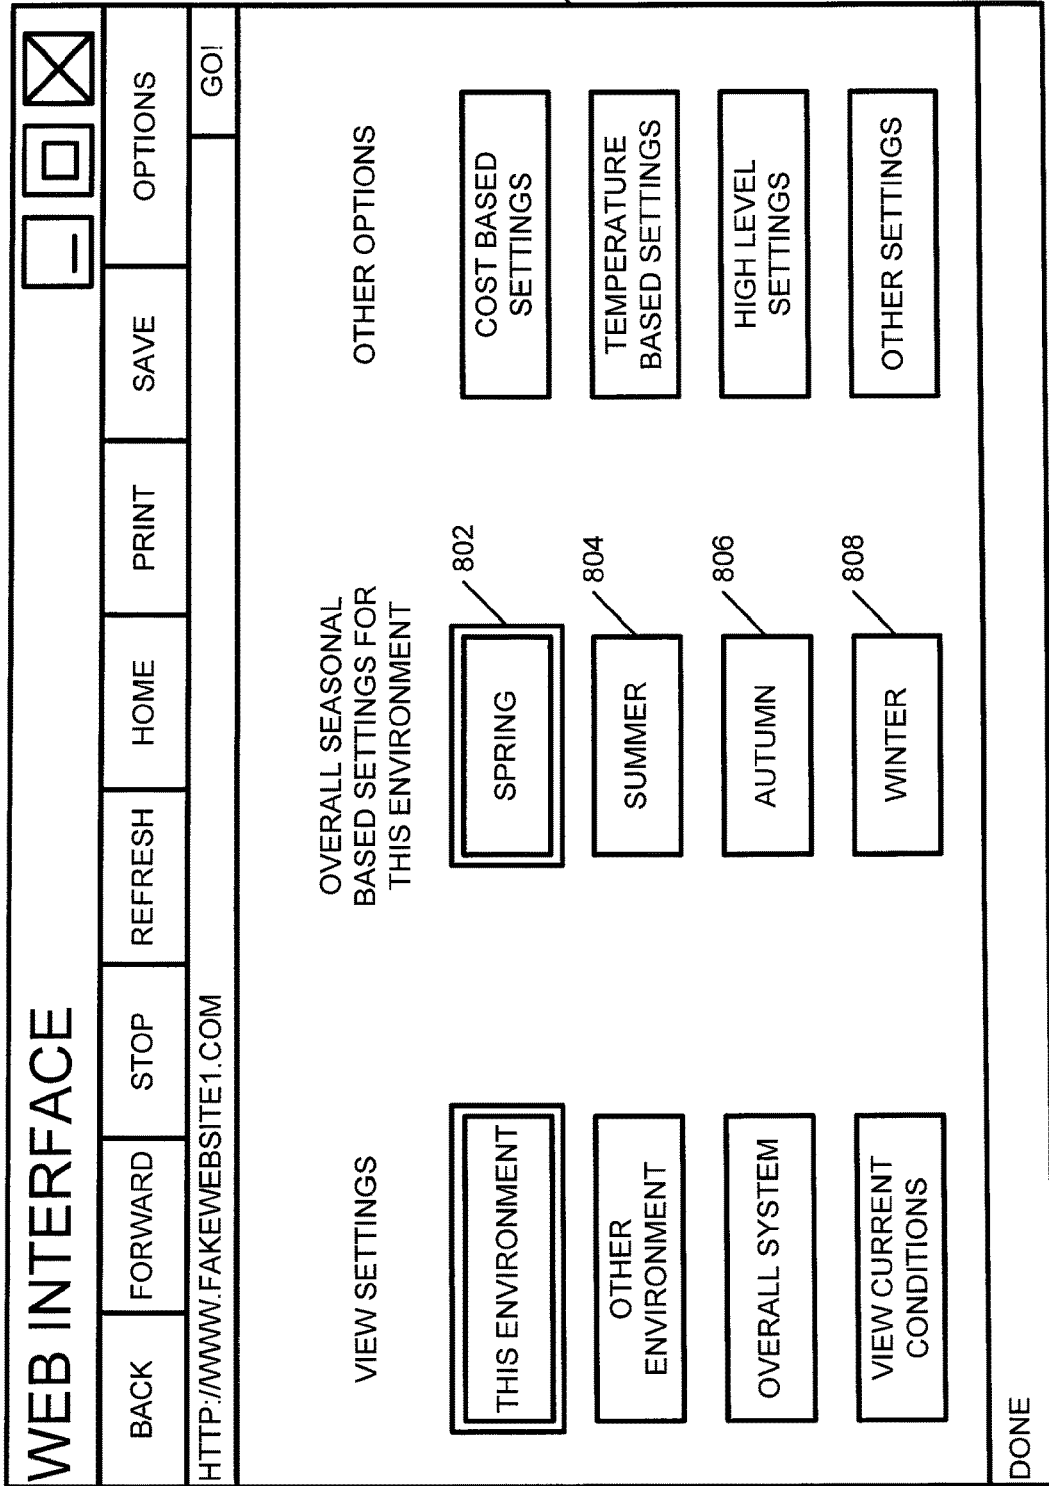 WEB INTERFACE
BACK
FORWARD
STOP
REFRESH
HOME
PRINT
SAVE
OPTIONS
HTTP://WWW.FAKEWEBSITE1.COM
GO!
VIEW SETTINGS
THIS ENVIRONMENT
OTHER
ENVIRONMENT
OVERALL SYSTEM
VIEW CURRENT
CONDITIONS
OVERALL SEASONAL
BASED SETTINGS FOR
THIS ENVIRONMENT
SPRING
802
SUMMER
804
AUTUMN
806
WINTER
808
OTHER OPTIONS
COST BASED
SETTINGS
TEMPERATURE
BASED SETTINGS
HIGH LEVEL
SETTINGS
OTHER SETTINGS
DONE